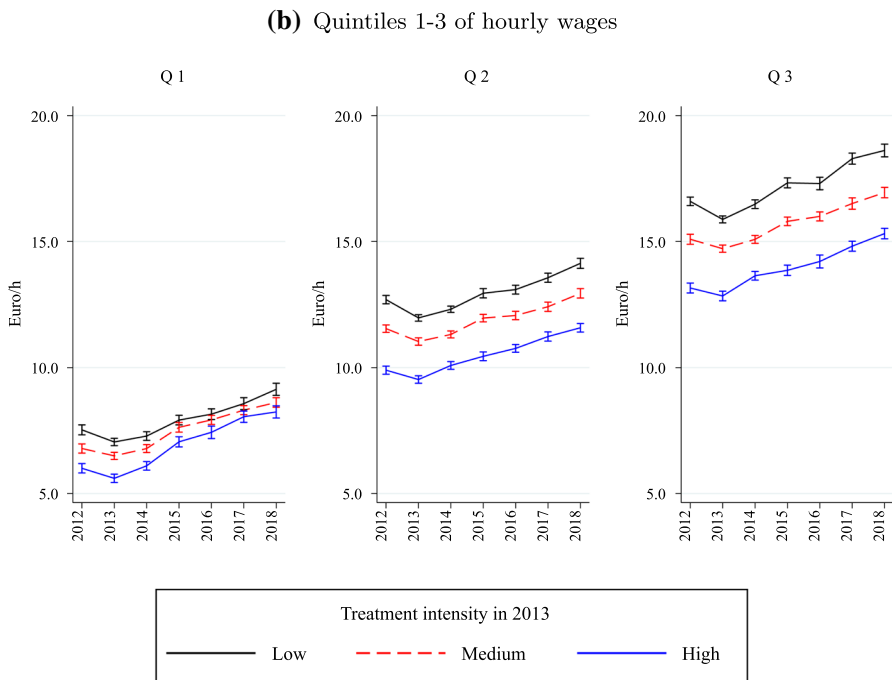 (b) Quintiles 1-3 of hourly wages
Q 1
20.0
15.0
10.0
5.0
Euro/h
2012 2013 2014 2015 2016 2017 2018
Q 2
20.0
15.0
10.0
5.0
Euro/h
2012 2013 2014 2015 2016 2017 2018
Q 3
20.0
15.0
10.0
5.0
Euro/h
2012 2013 2014 2015 2016 2017 2018
Treatment intensity in 2013
Low Medium High